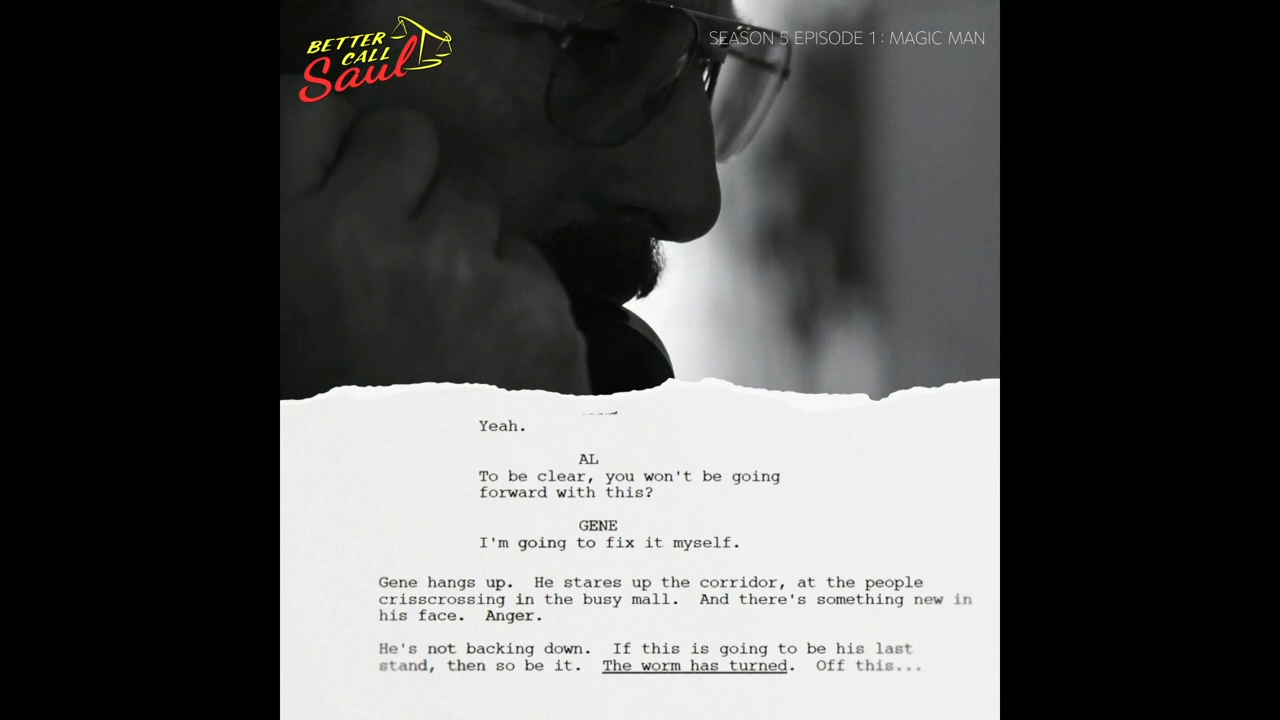 BETTER
CALL
Saul
SEASON 5 EPISODE 1 : MAGIC MAN
Yeah.
AL
To be clear, you won't be going
forward with this?
GENE
I'm going to fix it myself.
Gene hangs up.  He stares up the corridor, at the people
crisscrossing in the busy mall.  And there's something new in
his face.  Anger.
He's not backing down.  If this is going to be his last
stand, then so be it.  The worm has turned.  Off this...